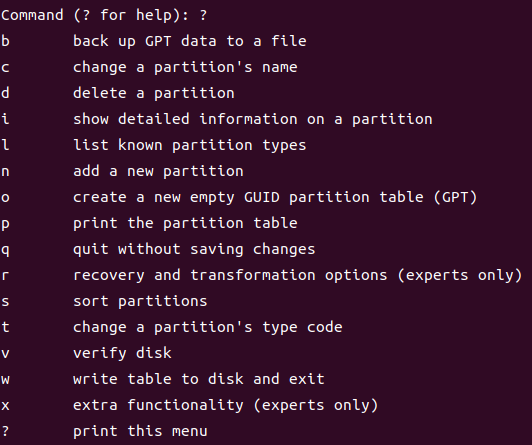 Command (? for help): ?
b       back up GPT data to a file
c       change a partition's name
d       delete a partition
i       show detailed information on a partition
l       list known partition types
n       add a new partition
o       create a new empty GUID partition table (GPT)
p       print the partition table
q       quit without saving changes
r       recovery and transformation options (experts only)
s       sort partitions
t       change a partition's type code
v       verify disk
w       write table to disk and exit
x       extra functionality (experts only)
?       print this menu